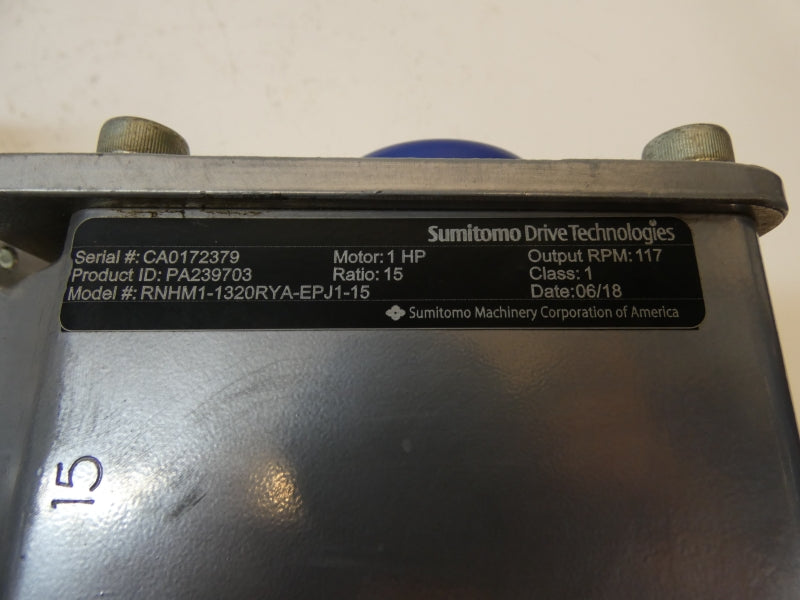 Sumitomo Drive Technologies
Serial #: CA0172379 Motor: 1 HP Output RPM: 117
Product ID: PA239703 Ratio: 15 Class: 1
Model #: RNHM1-1320RYA-EPJ1-15 Date:06/18
Sumitomo Machinery Corporation of America
15